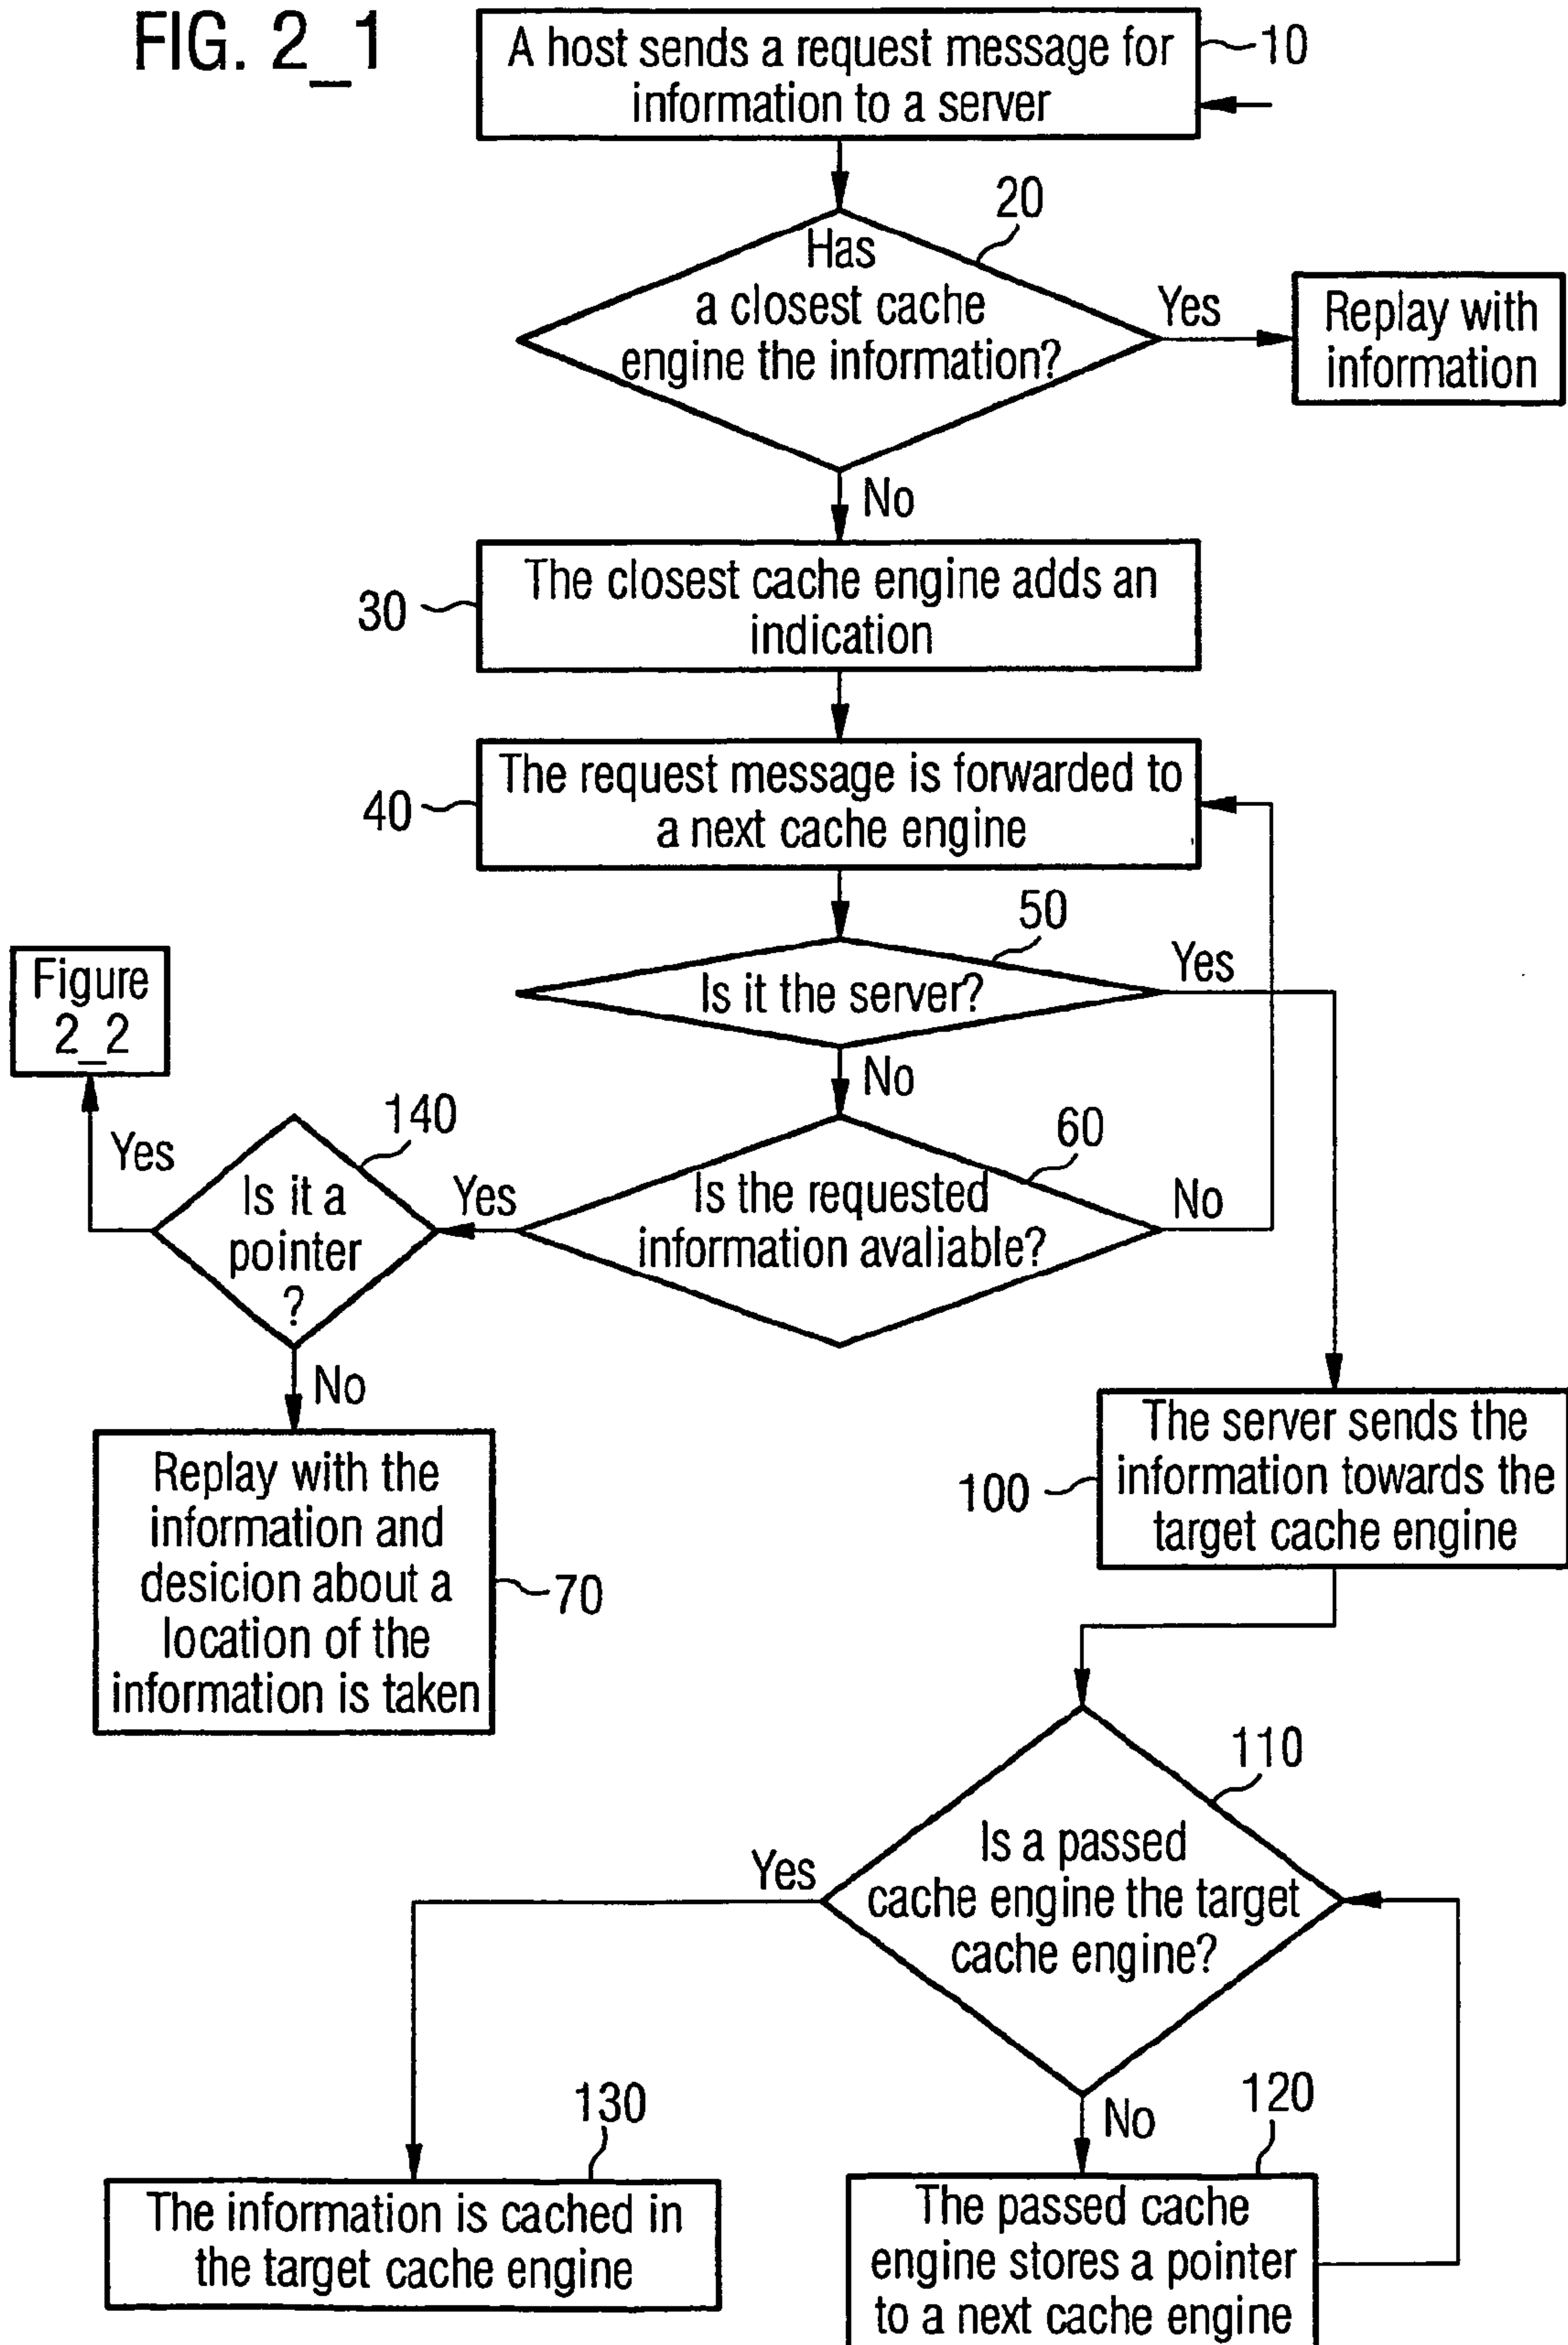 FIG. 2_1
A host sends a request message for
information to a server
10
20
Has
a closest cache
engine the information?
Yes
Replay with
information
No
The closest cache engine adds an
indication
30
The request message is forwarded to
a next cache engine
40
50
Is it the server?
Yes
No
Figure
2_2
Yes
140
Is it a
pointer
?
Yes
60
Is the requested
information avaliable?
No
No
Replay with the
information and
desicion about a
location of the
information is taken
70
The server sends the
information towards the
target cache engine
100
110
Is a passed
cache engine the target
cache engine?
Yes
No
130
The information is cached in
the target cache engine
120
The passed cache
engine stores a pointer
to a next cache engine